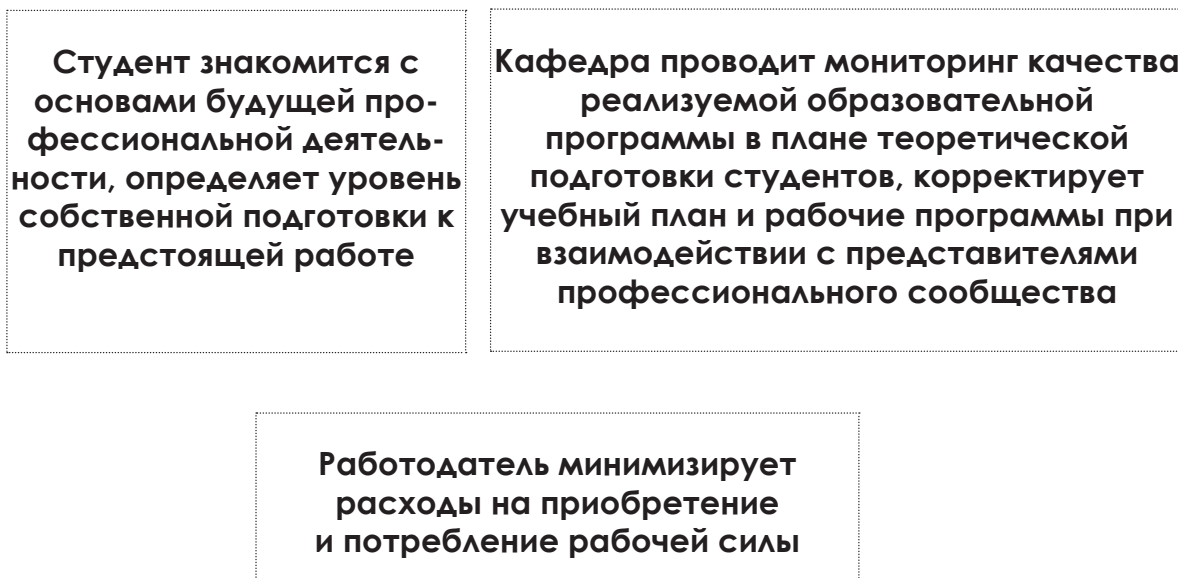 Студент знакомится с
основами будущей про-
фессиональной деятель-
ности, определяет уровень
собственной подготовки к
предстоящей работе
Кафедра проводит мониторинг качества
реализуемой образовательной
программы в плане теоретической
подготовки студентов, корректирует
учебный план и рабочие программы при
взаимодействии с представителями
профессионального сообщества
Работодатель минимизирует
расходы на приобретение
и потребление рабочей силы